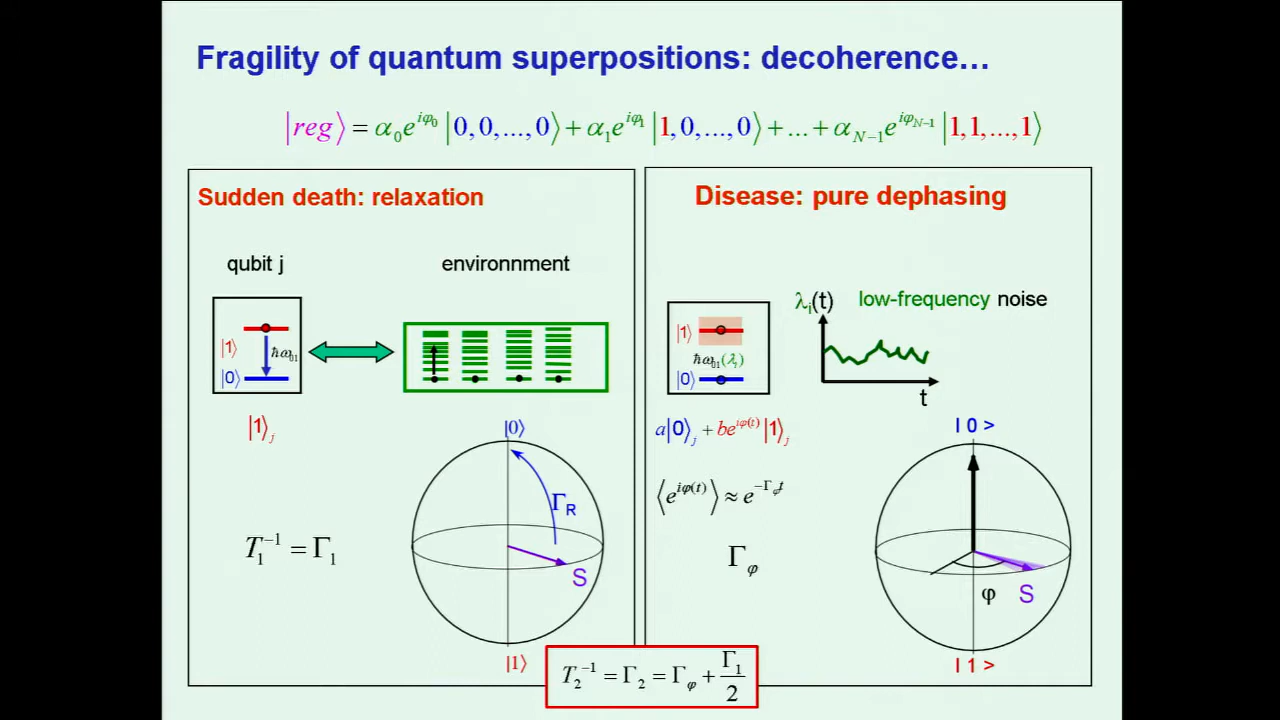 Fragility of quantum superpositions: decoherence…
|reg⟩ = α₀e^{iφ₀} |0,0,...,0⟩ + α₁e^{iφ₁} |1,0,...,0⟩ + ... + α_{N−1}e^{iφ_{N−1}} |1,1,...,1⟩
Sudden death: relaxation
qubit j
environnment
|1⟩
ħω₀₁
|0⟩
|1⟩_j
|0⟩
Γ_R
S
T₁⁻¹ = Γ₁
|1⟩
Disease: pure dephasing
λᵢ(t)
low-frequency noise
|1⟩
ħω₀₁(λᵢ)
|0⟩
t
a|0⟩_j + be^{iφ(t)} |1⟩_j
| 0 >
⟨e^{iφ(t)}⟩ ≈ e^{−Γ_φ t}
Γ_φ
φ
S
| 1 >
T₂⁻¹ = Γ₂ = Γ_φ + Γ₁/2